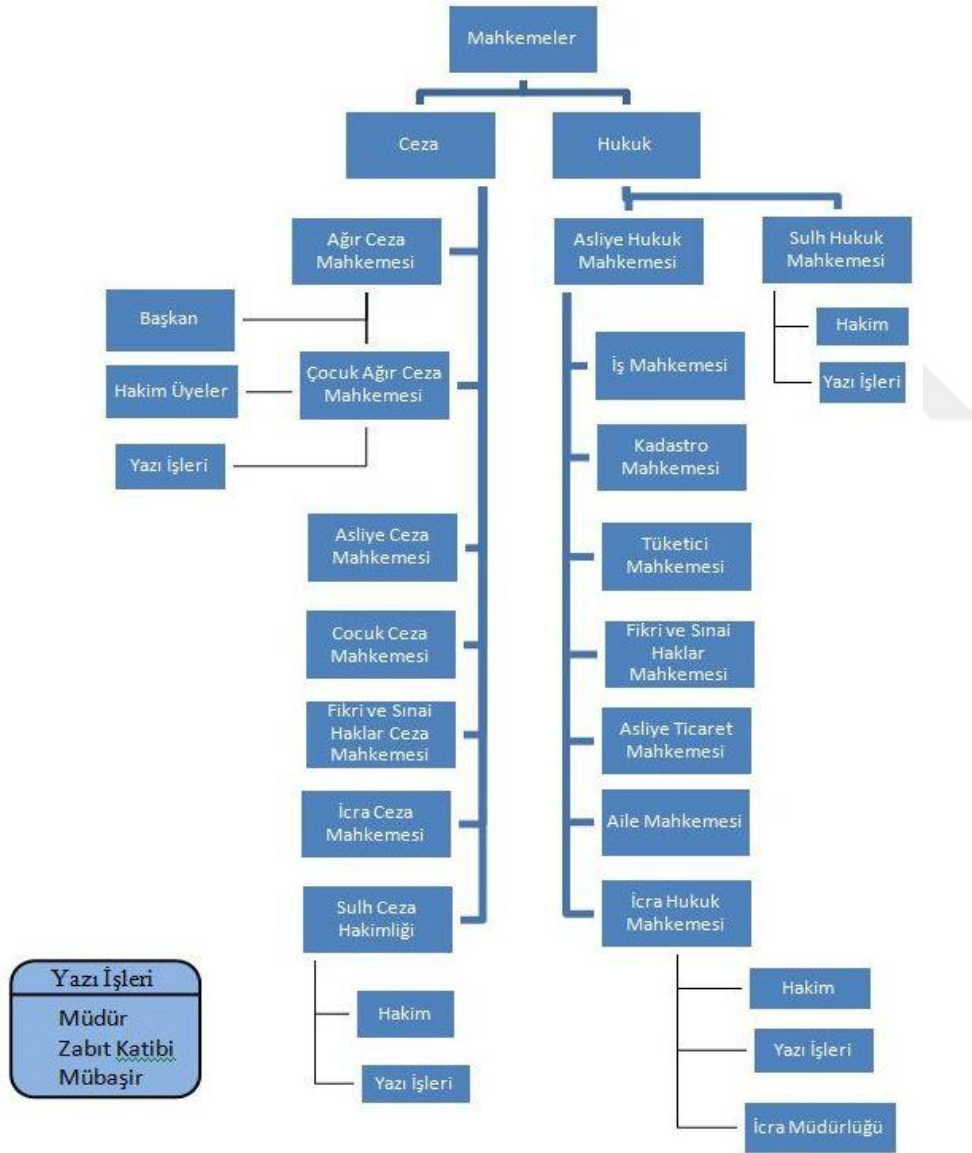 Mahkemeler
Ceza
Hukuk
Ağır Ceza
Mahkemesi
Başkan
Çocuk Ağır Ceza
Mahkemesi
Hakim Üyeler
Yazı İşleri
Asliye Ceza
Mahkemesi
Cocuk Ceza
Mahkemesi
Fikri ve Sınai
Haklar Ceza
Mahkemesi
İcra Ceza
Mahkemesi
Sulh Ceza
Hakimliği
Hakim
Yazı İşleri
Asliye Hukuk
Mahkemesi
İş Mahkemesi
Kadastro
Mahkemesi
Tüketici
Mahkemesi
Fikri ve Sınai
Haklar
Mahkemesi
Asliye Ticaret
Mahkemesi
Aile Mahkemesi
İcra Hukuk
Mahkemesi
Hakim
Yazı İşleri
İcra Müdürlüğü
Sulh Hukuk
Mahkemesi
Hakim
Yazı İşleri
Yazı İşleri
Müdür
Zabıt Katibi
Mübaşir